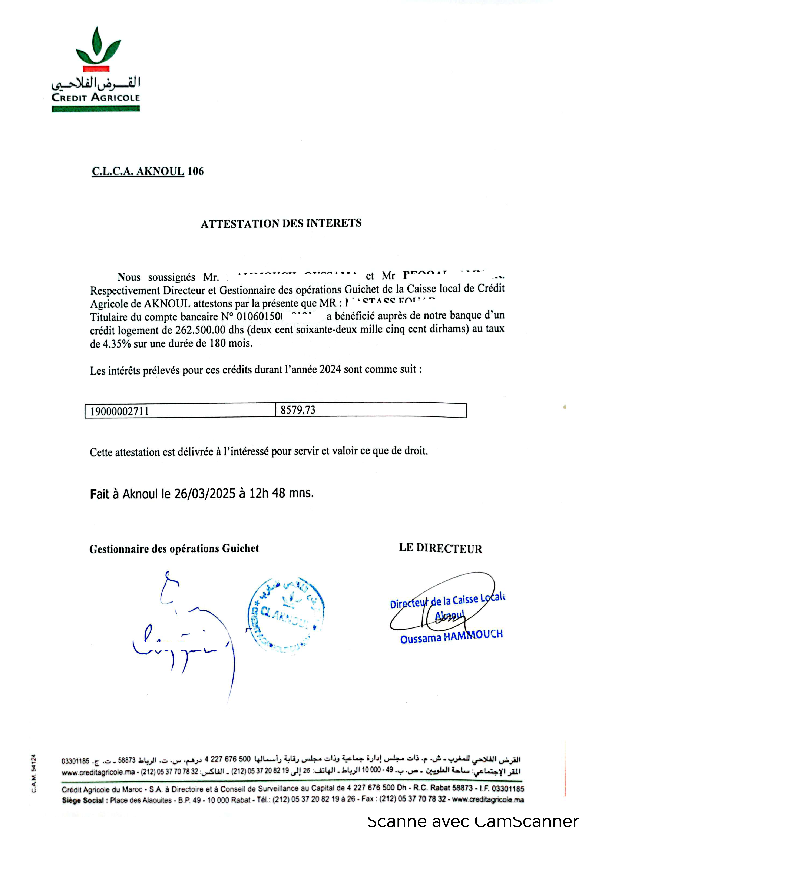 القرض الفلاحي
CREDIT AGRICOLE
C.L.C.A. AKNOUL 106
ATTESTATION DES INTERETS
Nous soussignés Mr. et Mr
Respectivement Directeur et Gestionnaire des opérations Guichet de la Caisse local de Crédit
Agricole de AKNOUL attestons par la présente que MR :
Titulaire du compte bancaire N° 01060150 a bénéficié auprès de notre banque d'un
crédit logement de 262.500.00 dhs (deux cent soixante-deux mille cinq cent dirhams) au taux
de 4.35% sur une durée de 180 mois.
Les intérêts prélevés pour ces crédits durant l'année 2024 sont comme suit :
19000002711 8579.73
Cette attestation est délivrée à l'intéressé pour servir et valoir ce que de droit.
Fait à Aknoul le 26/03/2025 à 12h 48 mns.
Gestionnaire des opérations Guichet LE DIRECTEUR
Directeur de la Caisse Locale
Aknoul
Oussama HAMMOUCH
C.A.M. 54124
القرض الفلاحي للمغرب - ش. م. ذات مجلس إدارة جماعية وذات مجلس رقابة رأسمالها 500 676 227 4 درهم. س. ت. الرباط 58873 - ت. ج. 03301185
المقر الإجتماعي: ساحة العلويين - ص. ب. 49 - 000 10 الرباط - الهاتف: 26 إلى 19 82 20 37 05 (212) - الفاكس: 32 78 70 37 05 (212) - www.creditagricole.ma
Crédit Agricole du Maroc - S.A. à Directoire et à Conseil de Surveillance au Capital de 4 227 676 500 Dh - R.C. Rabat 58873 - I.F. 03301185
Siège Social : Place des Alaouites - B.P. 49 - 10 000 Rabat - Tél.: (212) 05 37 20 82 19 à 26 - Fax : (212) 05 37 70 78 32 - www.creditagricole.ma
Scanné avec CamScanner